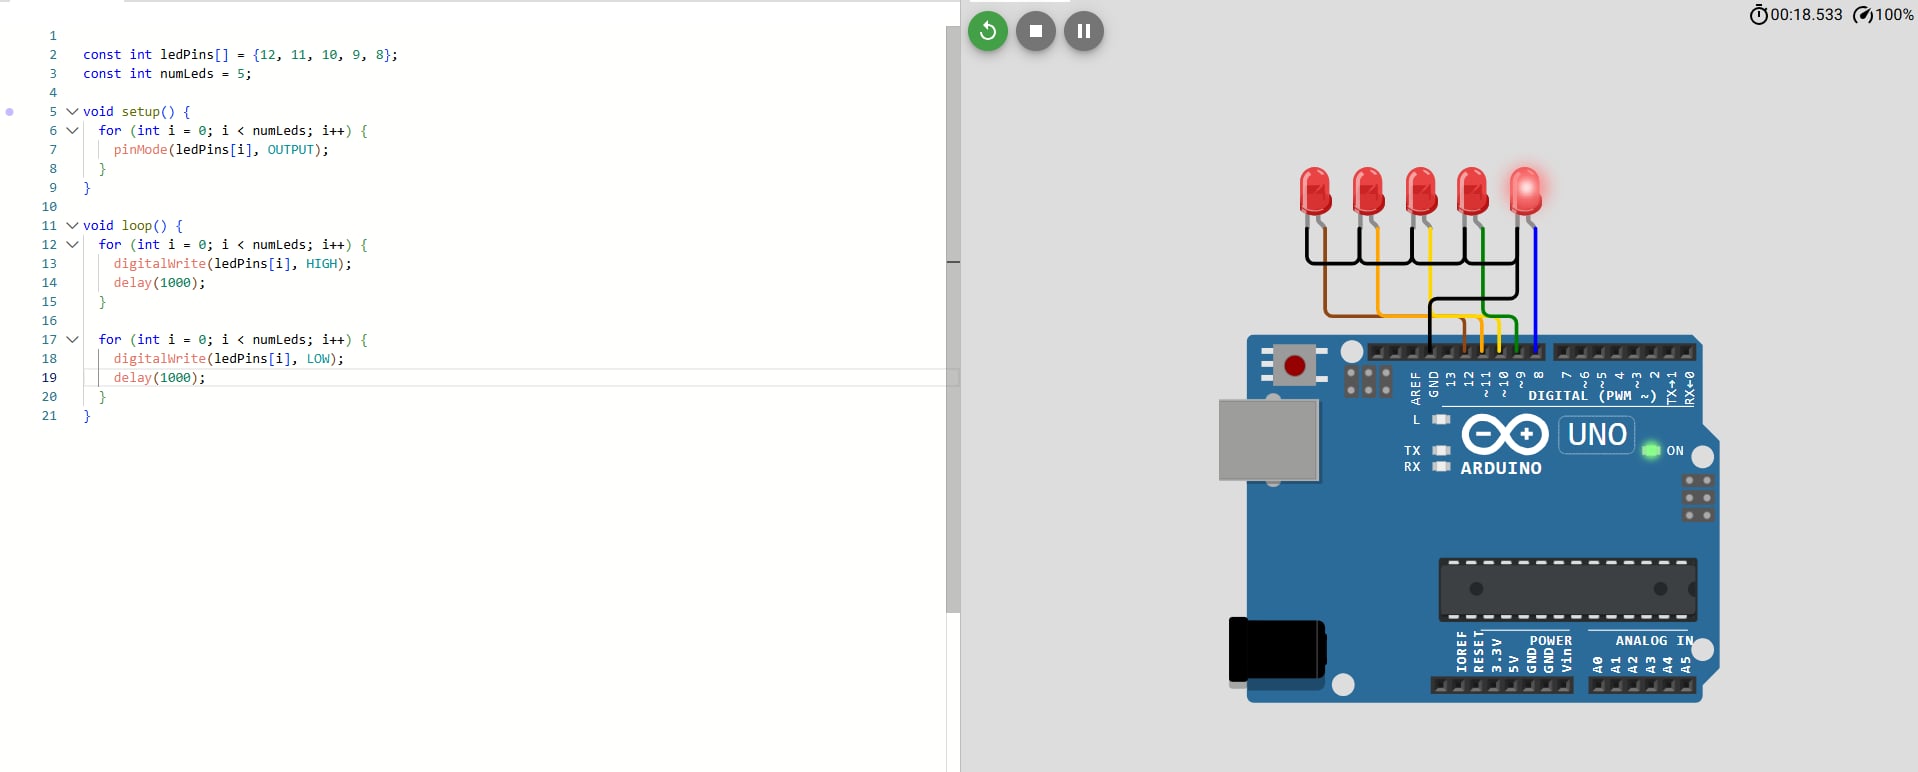 1
2 const int ledPins[] = {12, 11, 10, 9, 8};
3 const int numLeds = 5;
4
5 void setup() {
6 for (int i = 0; i < numLeds; i++) {
7 pinMode(ledPins[i], OUTPUT);
8 }
9 }
10
11 void loop() {
12 for (int i = 0; i < numLeds; i++) {
13 digitalWrite(ledPins[i], HIGH);
14 delay(1000);
15 }
16
17 for (int i = 0; i < numLeds; i++) {
18 digitalWrite(ledPins[i], LOW);
19 delay(1000);
20 }
21 }
00:18.533 100%
AREF GND 13 12 ~11 ~10 ~9 8 7 ~6 ~5 4 ~3 2 TX→1 RX←0
DIGITAL (PWM ~)
L
UNO
TX ON
RX ARDUINO
POWER ANALOG IN
IOREF RESET 3.3V 5V GND GND Vin A0 A1 A2 A3 A4 A5